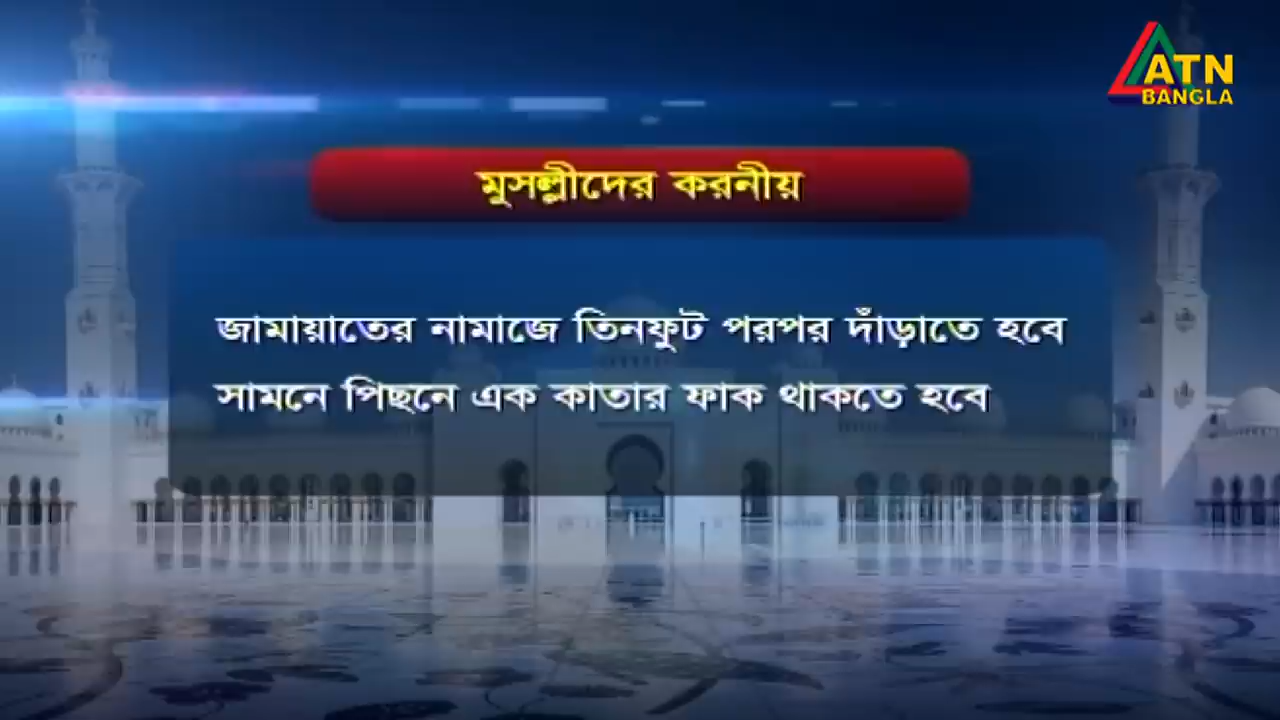 ATN
BANGLA
মুসল্লীদের করনীয়
জামায়াতের নামাজে তিনফুট পরপর দাঁড়াতে হবে
সামনে পিছনে এক কাতার ফাক থাকতে হবে